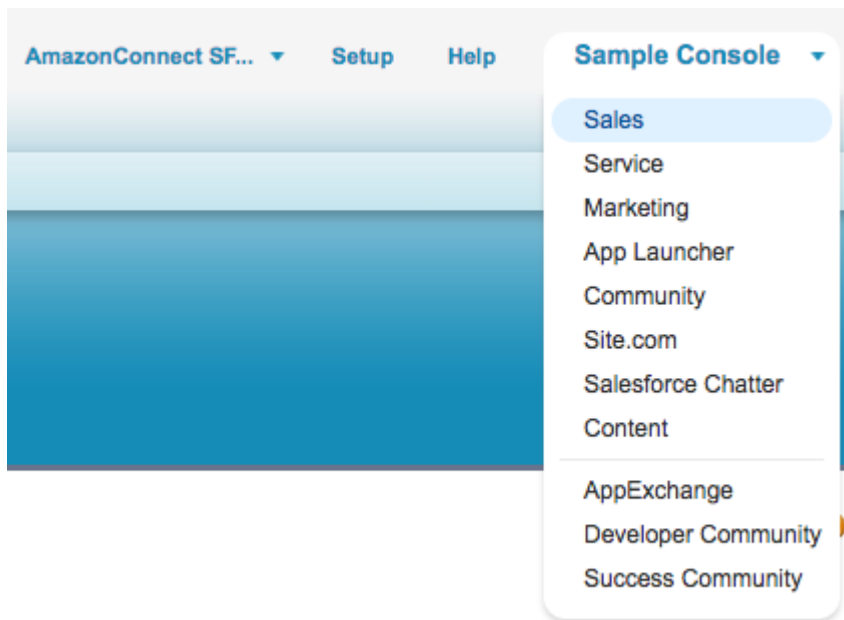 AmazonConnect SF... Setup Help Sample Console
Sales
Service
Marketing
App Launcher
Community
Site.com
Salesforce Chatter
Content
AppExchange
Developer Community
Success Community